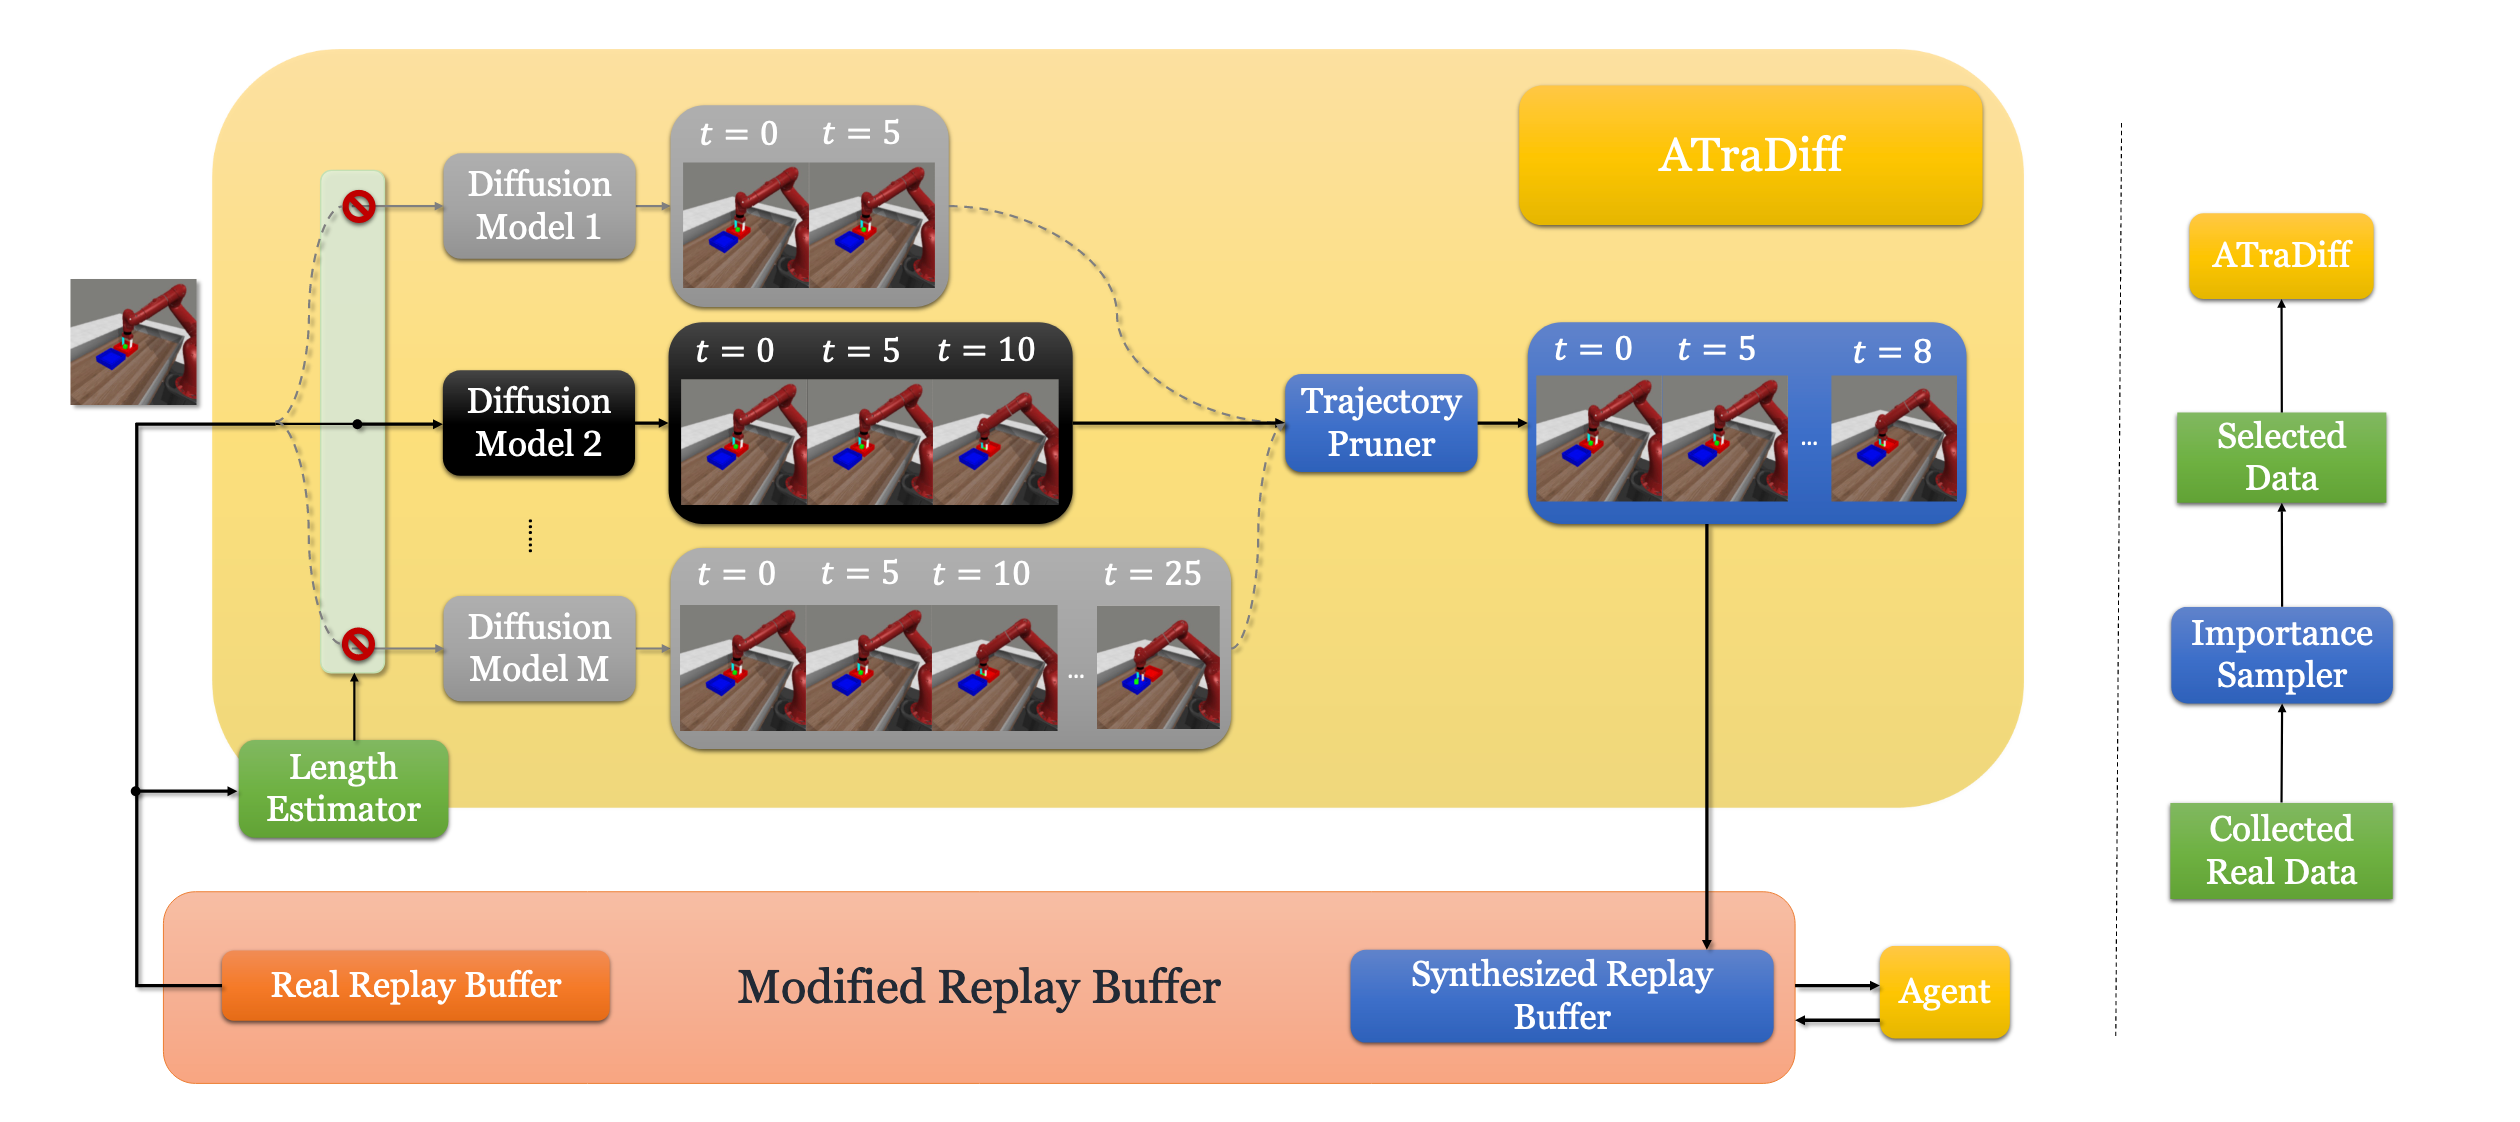 ATraDiff
t = 0 t = 5
Diffusion
Model 1
t = 0 t = 5 t = 10
Diffusion
Model 2
Trajectory
Pruner
t = 0 t = 5 t = 8
...
......
t = 0 t = 5 t = 10 t = 25
Diffusion
Model M
...
Length
Estimator
Real Replay Buffer
Modified Replay Buffer
Synthesized Replay
Buffer
Agent
ATraDiff
Selected
Data
Importance
Sampler
Collected
Real Data